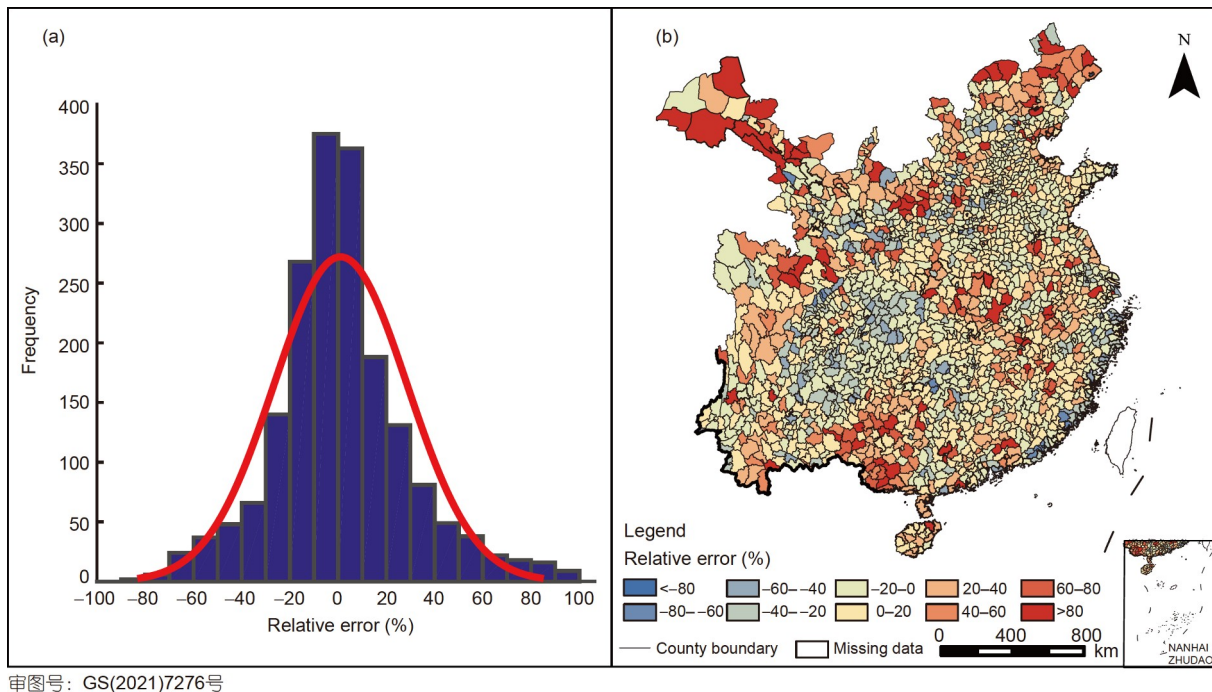 (a)
400
350
300
250
200
150
100
50
0
Frequency
−100 −80 −60 −40 −20 0 20 40 60 80 100
Relative error (%)
(b)
N
Legend
Relative error (%)
<−80 −60–−40 −20–0 20–40 60–80
−80–−60 −40–−20 0–20 40–60 >80
County boundary Missing data
0 400 800
km
NANHAI
ZHUDAO
审图号：GS(2021)7276号